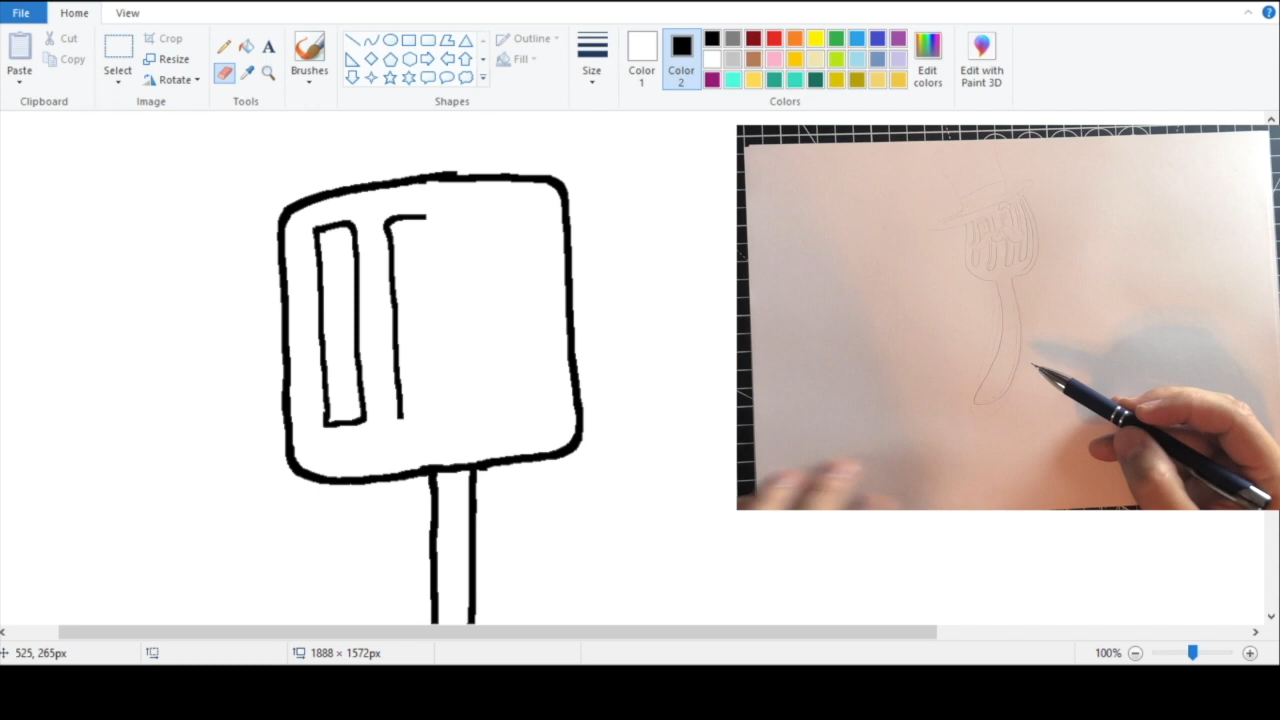 File Home View
Paste
Cut
Copy
Clipboard
Select
Crop
Resize
Rotate
Image
A
Tools
Brushes
Outline
Fill
Shapes
Size
Color 1
Color 2
Edit colors
Colors
Edit with Paint 3D
525, 265px 1888 × 1572px 100%